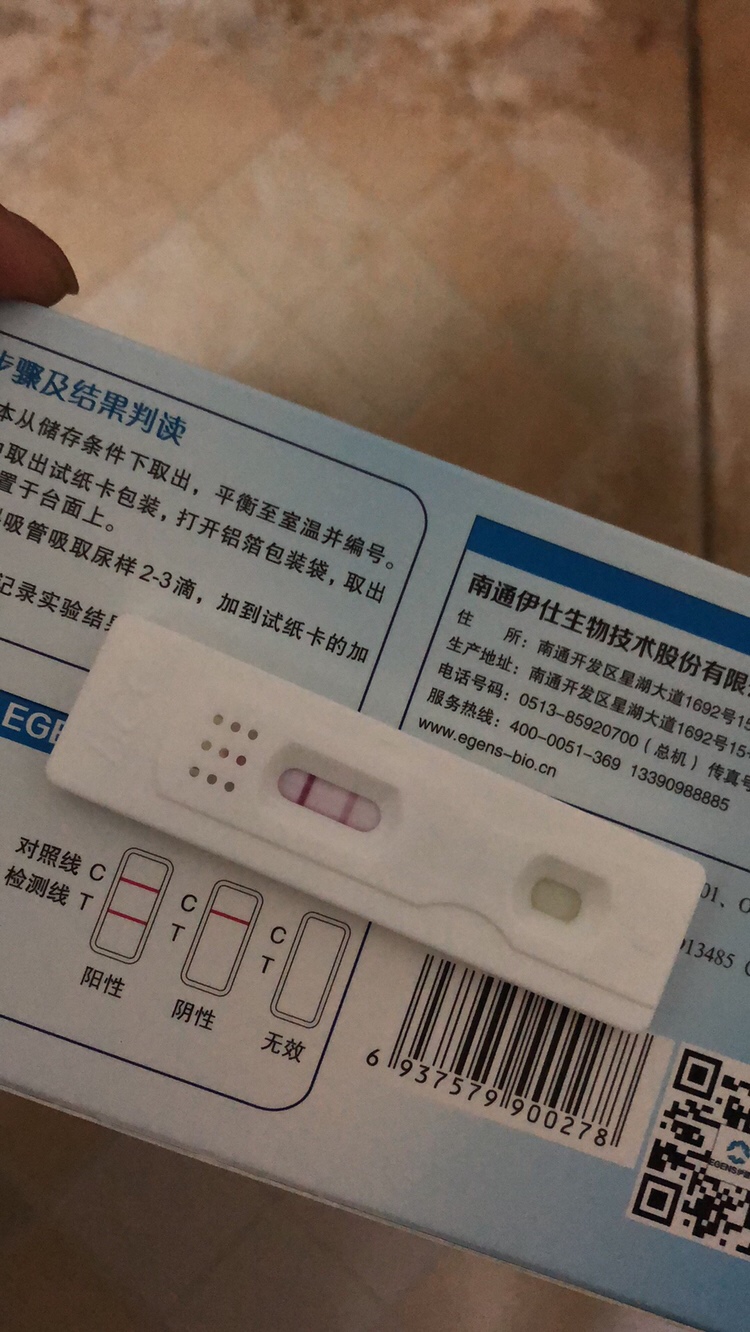 步骤及结果判读
本从储存条件下取出，平衡至室温并编号。
取出试纸卡包装，打开铝箔包装袋，取出
置于台面上。
吸管吸取尿样2-3滴，加到试纸卡的加
记录实验结
南通伊仕生物技术股份有限
住 所：南通开发区星湖大道1692号15
生产地址：南通开发区星湖大道1692号15
电话号码：0513-85920700（总机）传真号
服务热线：400-0051-369 13390988885
www.egens-bio.cn
EGE
对照线 C
检测线 T
C
T
C
T
阳性
阴性
无效
01、
013485
6 937579 900278
EGENS